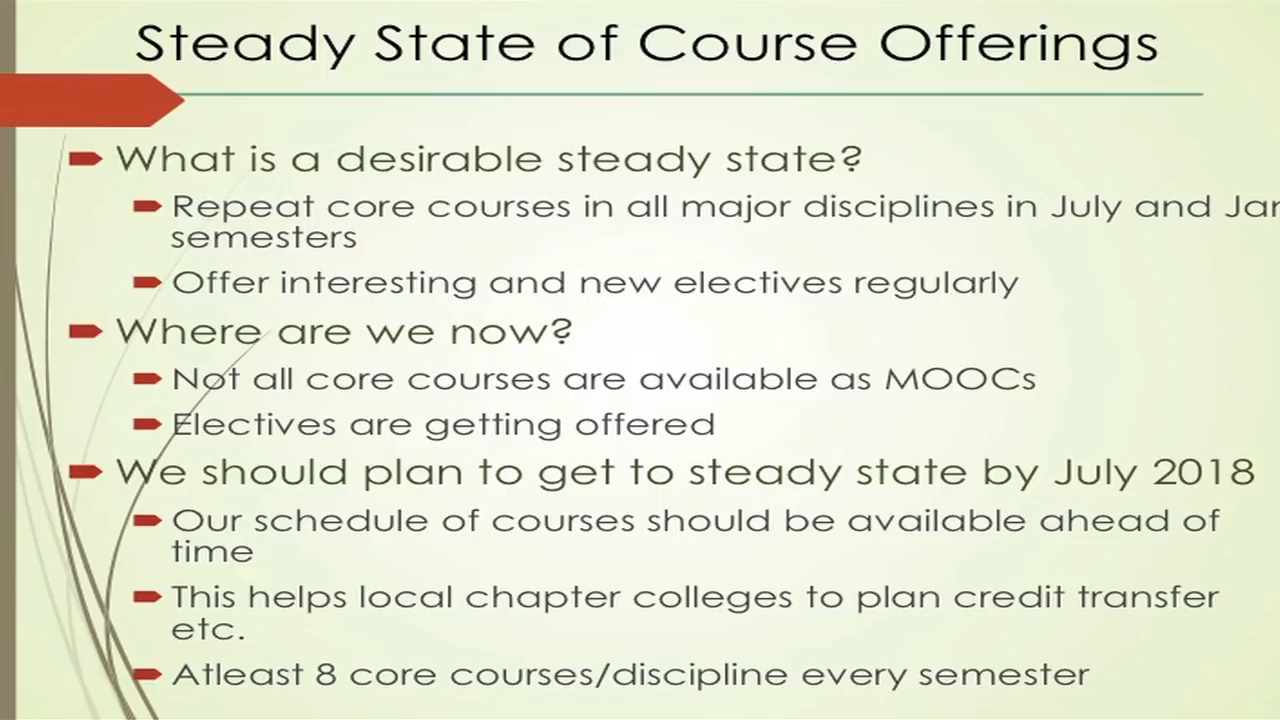 Steady State of Course Offerings
What is a desirable steady state?
Repeat core courses in all major disciplines in July and Jan
semesters
Offer interesting and new electives regularly
Where are we now?
Not all core courses are available as MOOCs
Electives are getting offered
We should plan to get to steady state by July 2018
Our schedule of courses should be available ahead of
time
This helps local chapter colleges to plan credit transfer
etc.
Atleast 8 core courses/discipline every semester